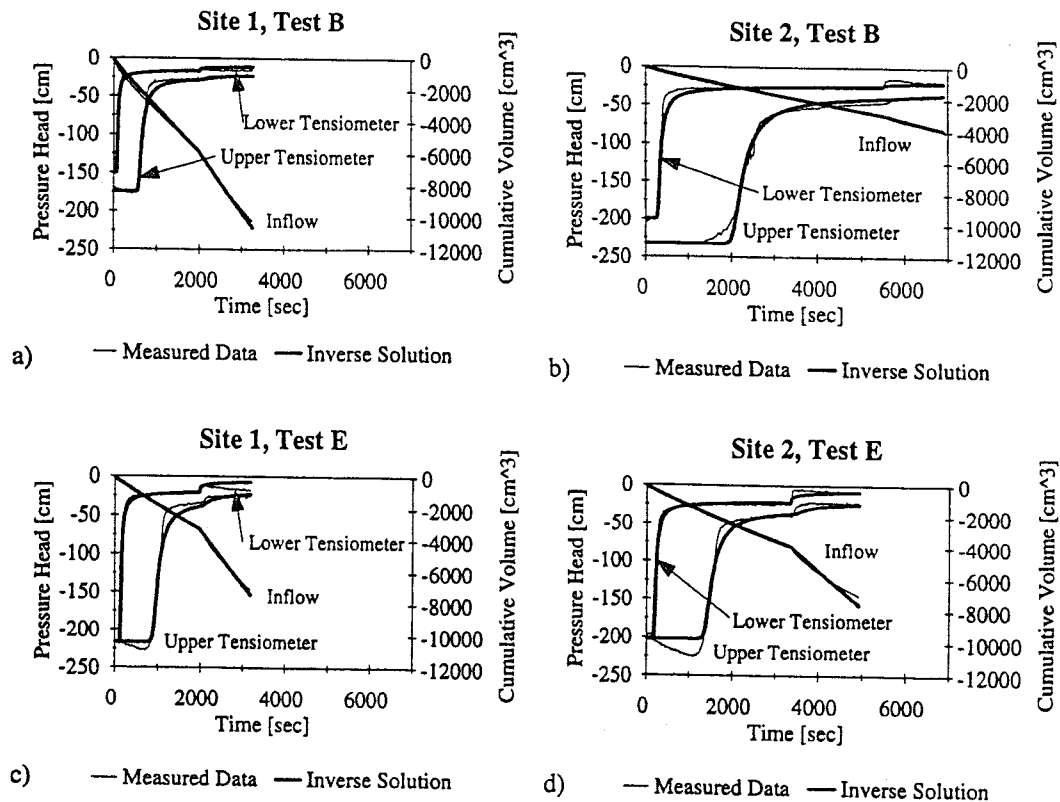 a)
Site 1, Test B
Pressure Head [cm]
0
-50
-100
-150
-200
-250
0
-2000
-4000
-6000
-8000
-10000
-12000
Cumulative Volume [cm^3]
Lower Tensiometer
Upper Tensiometer
Inflow
0 2000 4000 6000
Time [sec]
Measured Data Inverse Solution
b)
Site 2, Test B
Pressure Head [cm]
0
-50
-100
-150
-200
-250
0
-2000
-4000
-6000
-8000
-10000
-12000
Cumulative Volume [cm^3]
Inflow
Lower Tensiometer
Upper Tensiometer
0 2000 4000 6000
Time [sec]
Measured Data Inverse Solution
Site 1, Test E
Pressure Head [cm]
0
-50
-100
-150
-200
-250
0
-2000
-4000
-6000
-8000
-10000
-12000
Cumulative Volume [cm^3]
Lower Tensiometer
Inflow
Upper Tensiometer
0 2000 4000 6000
Time [sec]
c)
Measured Data Inverse Solution
Site 2, Test E
Pressure Head [cm]
0
-50
-100
-150
-200
-250
0
-2000
-4000
-6000
-8000
-10000
-12000
Cumulative Volume [cm^3]
Inflow
Lower Tensiometer
Upper Tensiometer
0 2000 4000 6000
Time [sec]
d)
Measured Data Inverse Solution